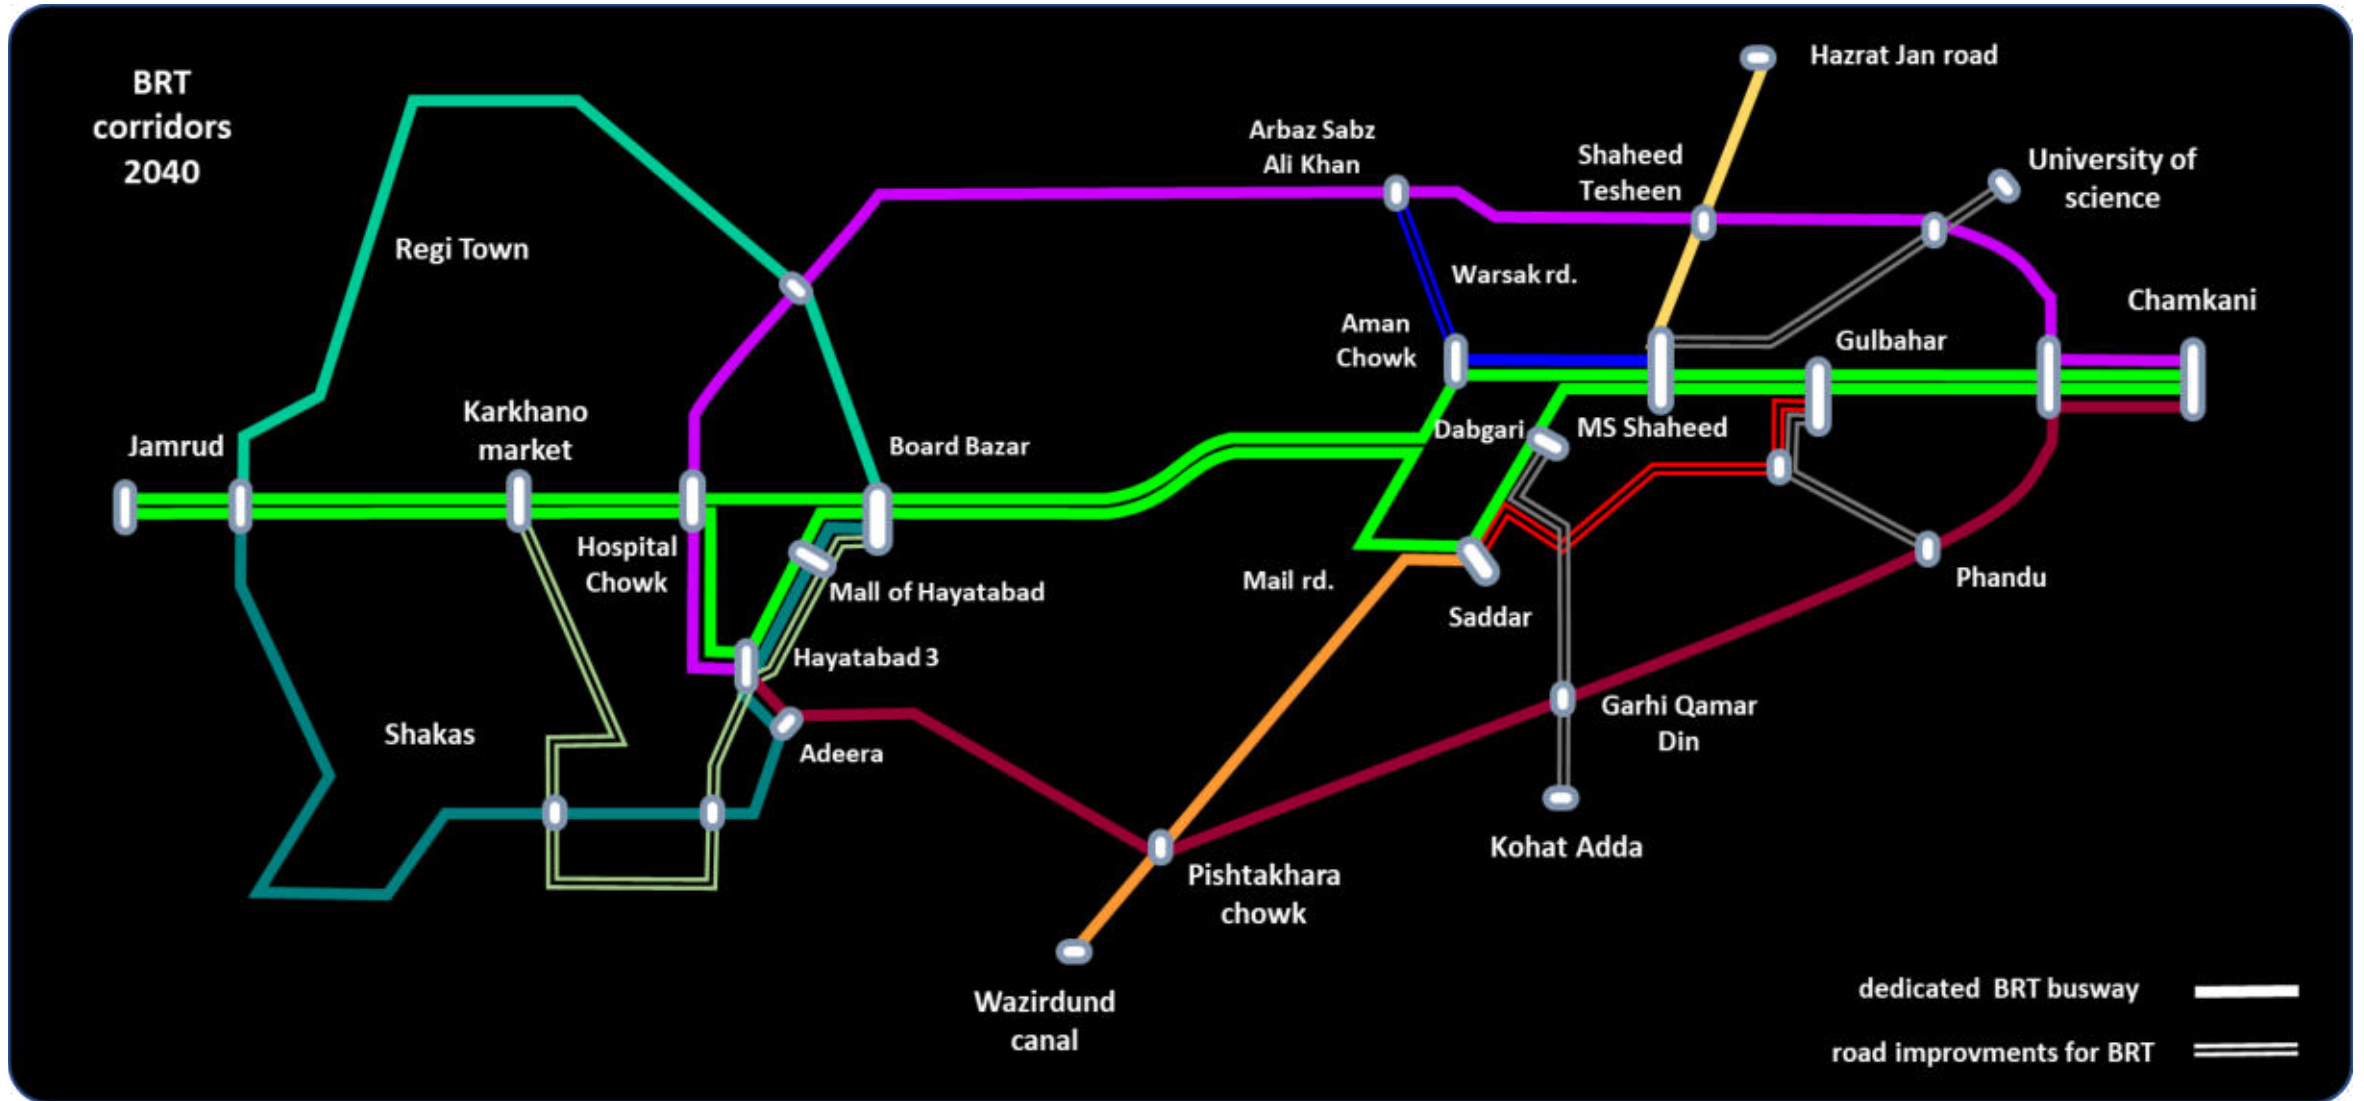 BRT
corridors
2040
Hazrat Jan road
Arbaz Sabz
Ali Khan
Shaheed
Tesheen
University of
science
Regi Town
Warsak rd.
Aman
Chowk
Gulbahar
Chamkani
Jamrud
Karkhano
market
Board Bazar
Dabgari
MS Shaheed
Hospital
Chowk
Mall of Hayatabad
Mail rd.
Saddar
Phandu
Hayatabad 3
Shakas
Adeera
Garhi Qamar
Din
Kohat Adda
Pishtakhara
chowk
Wazirdund
canal
dedicated BRT busway
road improvments for BRT